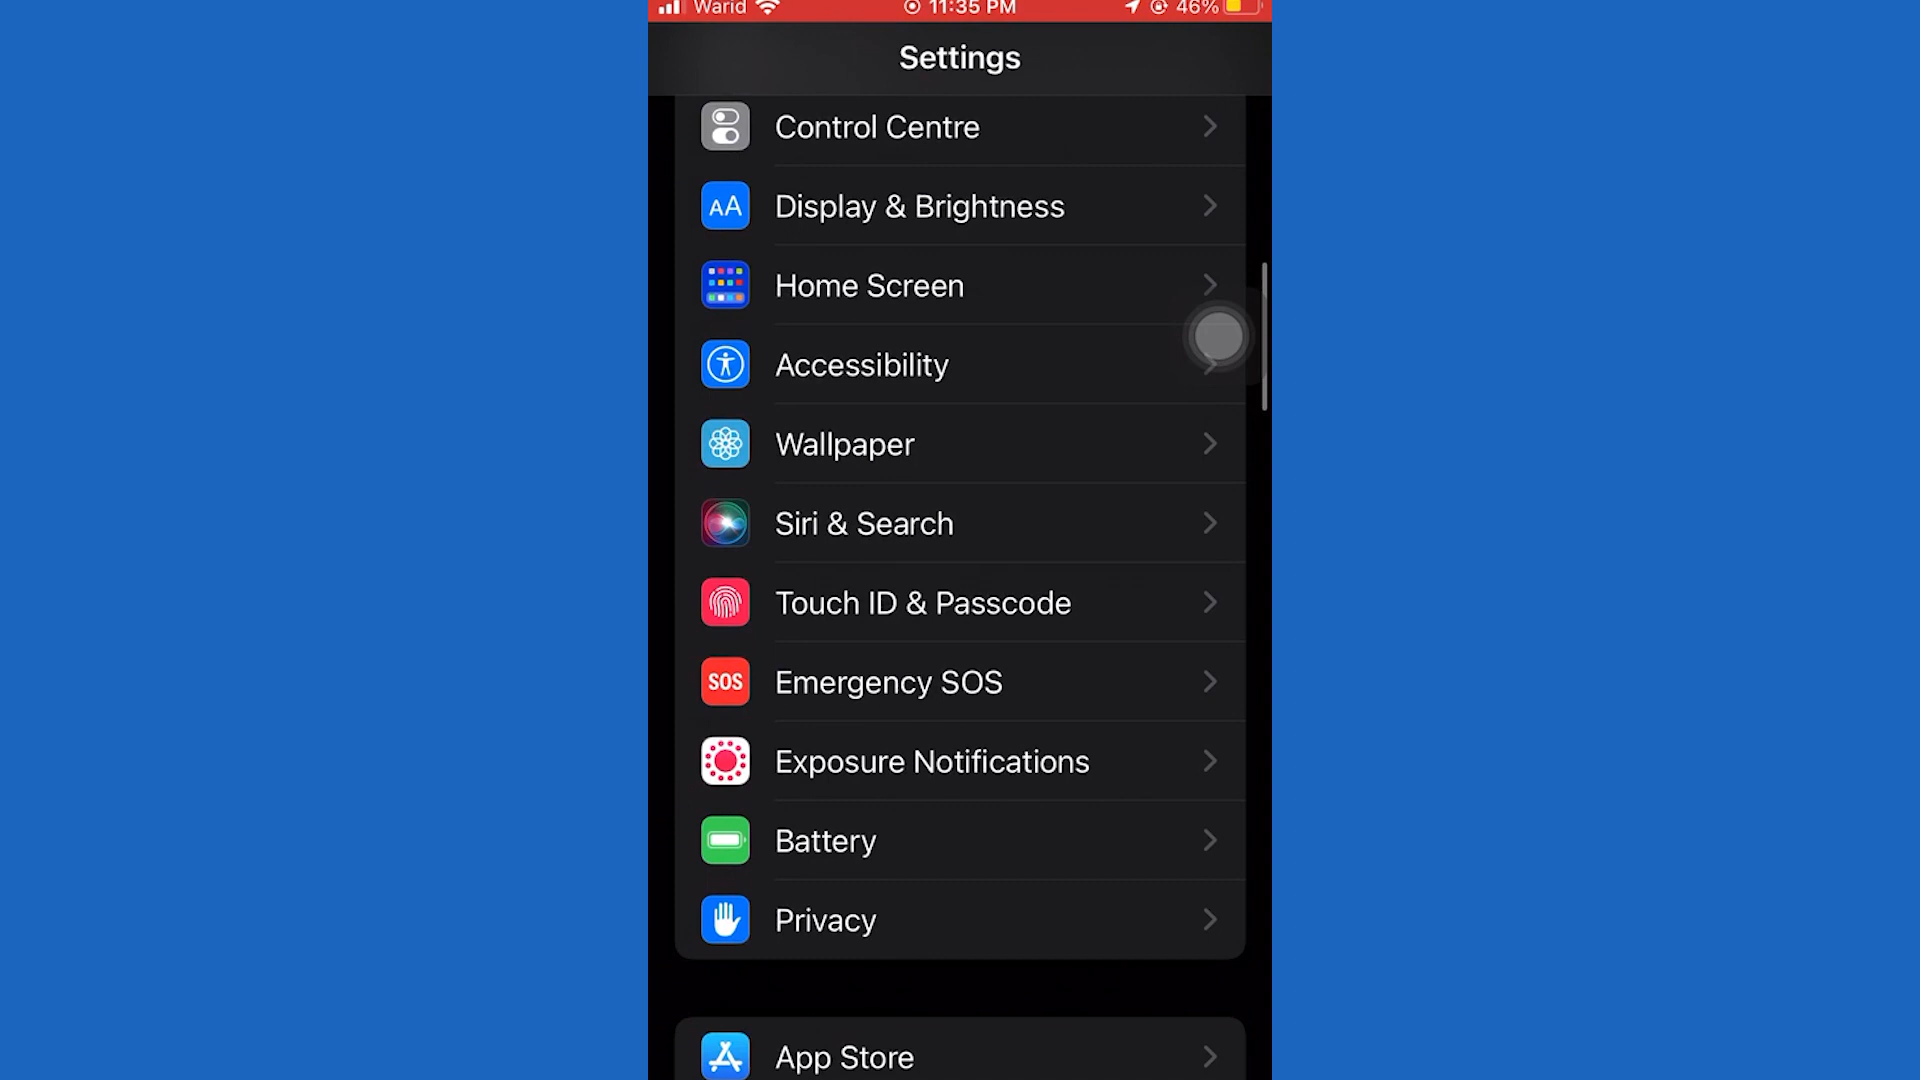 Warid 11:35 PM 46%
Settings
Control Centre
AA Display & Brightness
Home Screen
Accessibility
Wallpaper
Siri & Search
Touch ID & Passcode
SOS Emergency SOS
Exposure Notifications
Battery
Privacy
App Store